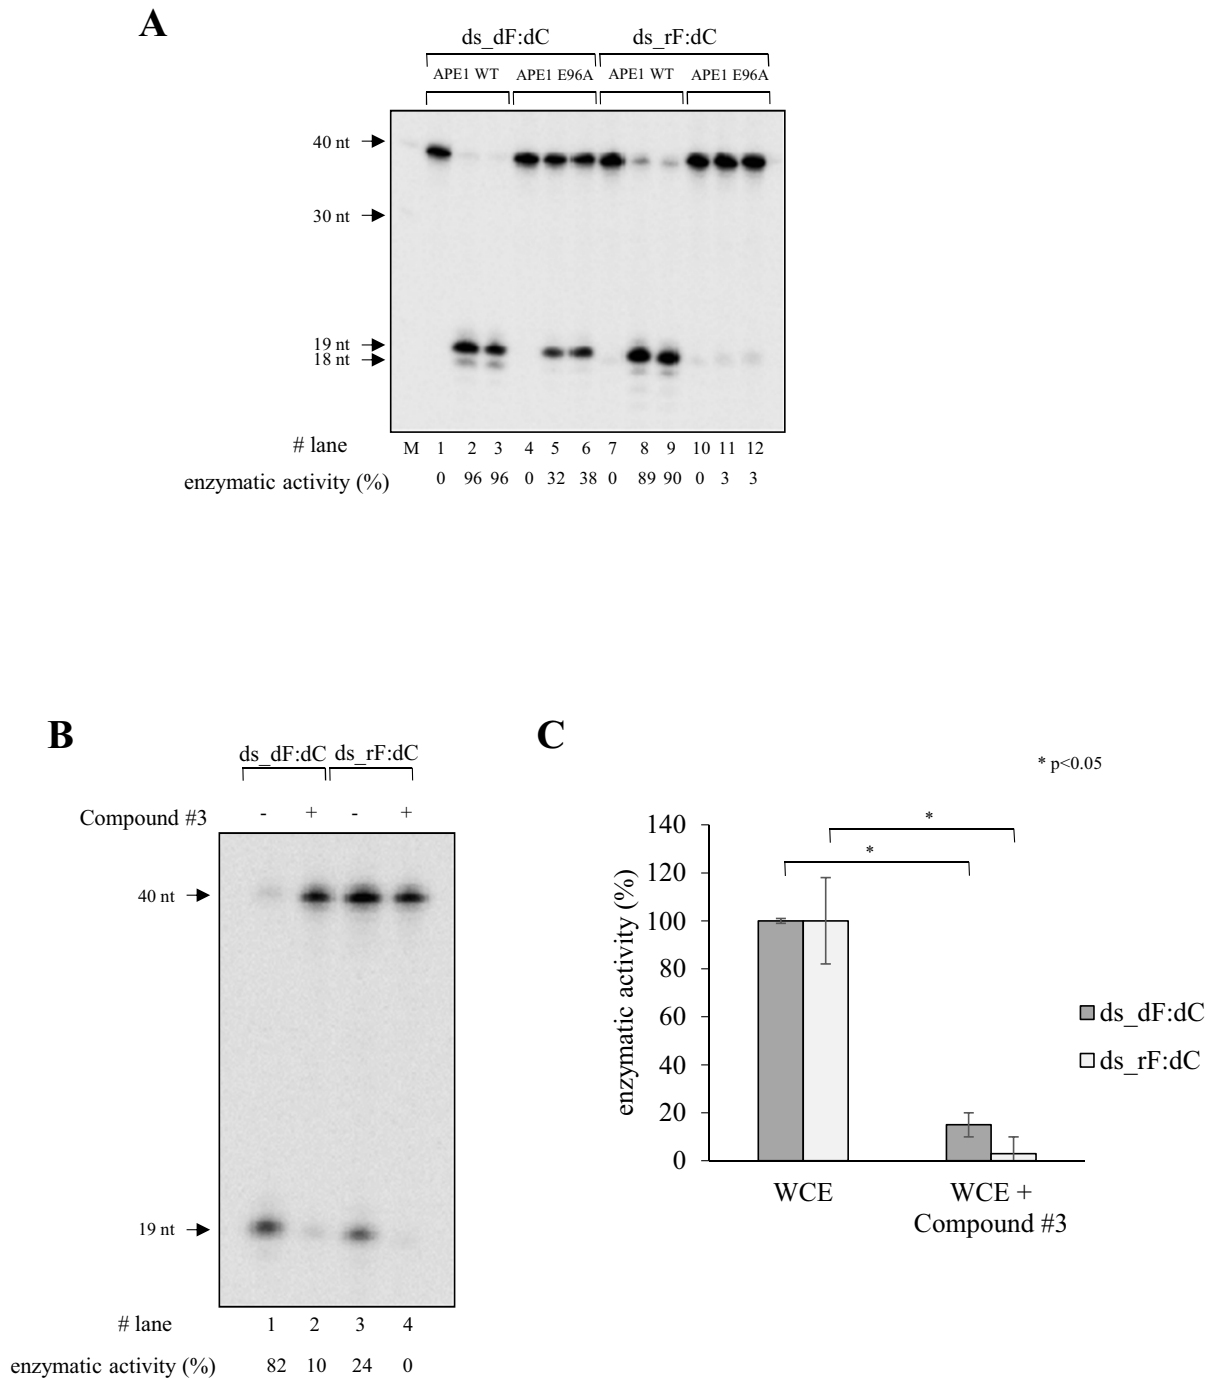 A
ds_dF:dC ds_rF:dC
APE1 WT APE1 E96A APE1 WT APE1 E96A
40 nt
30 nt
19 nt
18 nt
# lane M 1 2 3 4 5 6 7 8 9 10 11 12
enzymatic activity (%) 0 96 96 0 32 38 0 89 90 0 3 3
B
ds_dF:dC ds_rF:dC
Compound #3 - + - +
40 nt
19 nt
# lane 1 2 3 4
enzymatic activity (%) 82 10 24 0
C
* p<0.05
enzymatic activity (%)
140
120
100
80
60
40
20
0
*
*
WCE WCE +
Compound #3
ds_dF:dC
ds_rF:dC